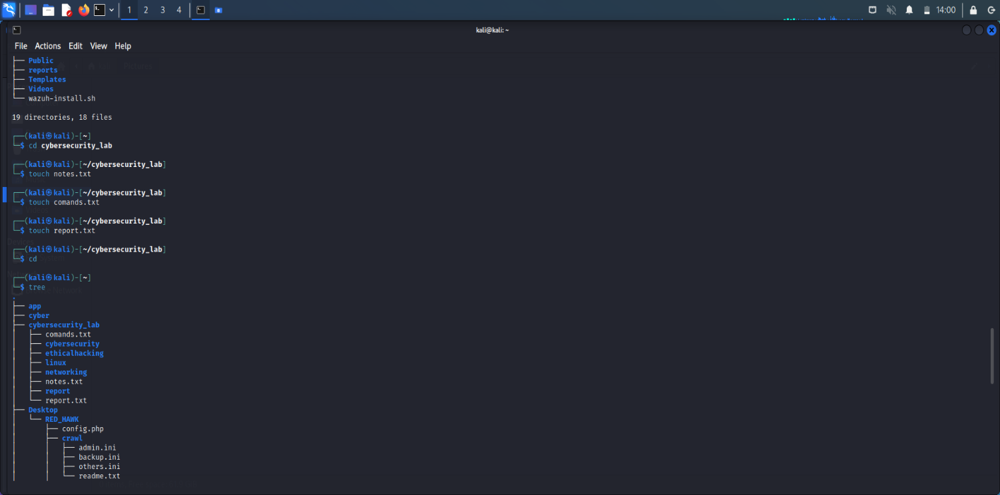 1 2 3 4 14:00
kali@kali: ~
File Actions Edit View Help
├── Public
├── reports
├── Templates
├── Videos
└── wazuh-install.sh
19 directories, 18 files
┌──(kali㉿kali)-[~]
└─$ cd cybersecurity_lab
┌──(kali㉿kali)-[~/cybersecurity_lab]
└─$ touch notes.txt
┌──(kali㉿kali)-[~/cybersecurity_lab]
└─$ touch comands.txt
┌──(kali㉿kali)-[~/cybersecurity_lab]
└─$ touch report.txt
┌──(kali㉿kali)-[~/cybersecurity_lab]
└─$ cd
┌──(kali㉿kali)-[~]
└─$ tree
.
├── app
├── cyber
├── cybersecurity_lab
│   ├── comands.txt
│   ├── cybersecurity
│   ├── ethicalhacking
│   ├── linux
│   ├── networking
│   ├── notes.txt
│   ├── report
│   └── report.txt
├── Desktop
│   └── RED_HAWK
│       ├── config.php
│       ├── crawl
│       │   ├── admin.ini
│       │   ├── backup.ini
│       │   ├── others.ini
│       │   └── readme.txt